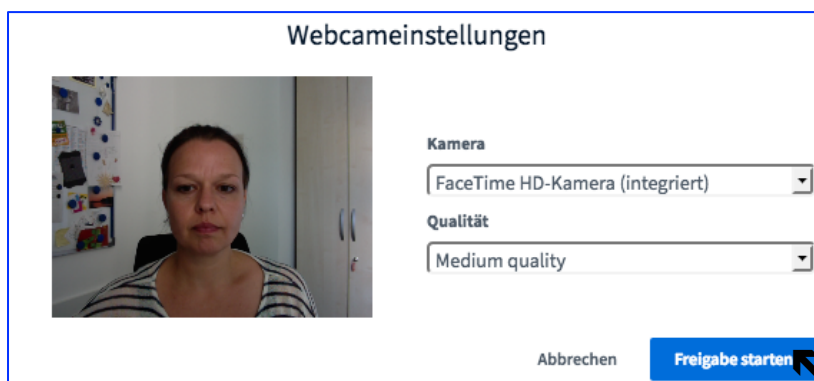 Webcameinstellungen
Kamera
FaceTime HD-Kamera (integriert)
Qualität
Medium quality
Abbrechen
Freigabe starten